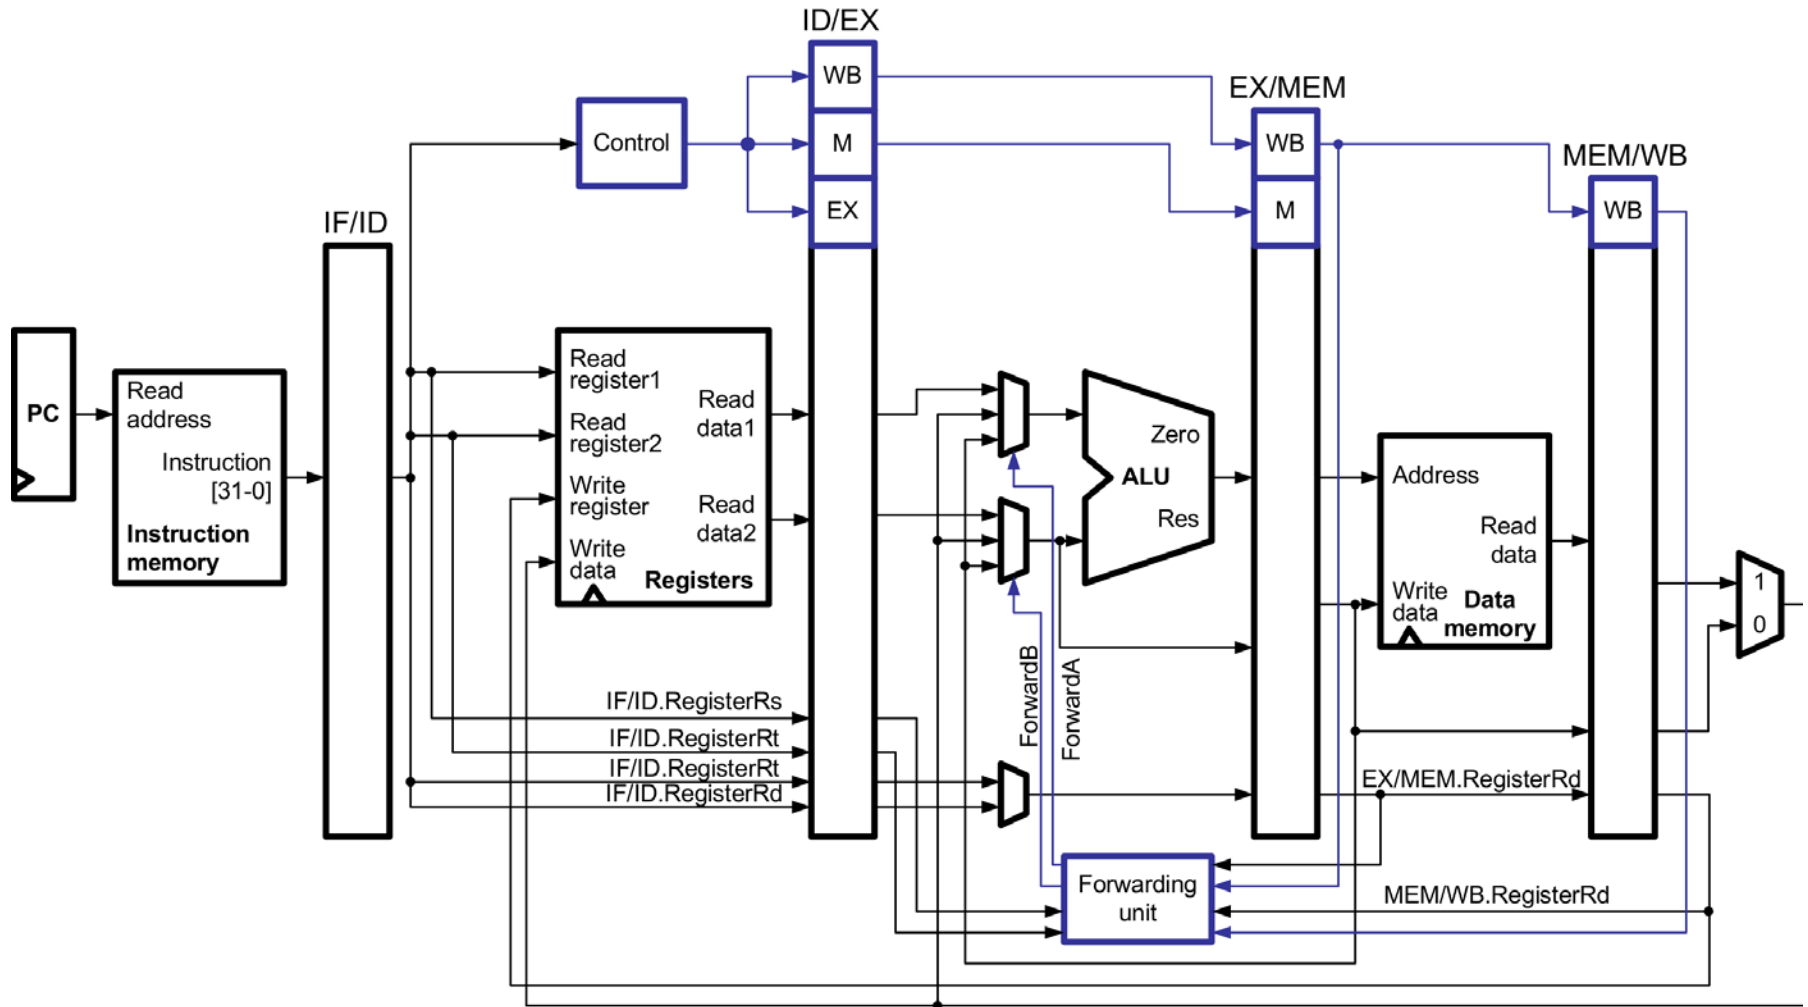 ID/EX
WB
EX/MEM
Control
M
WB
MEM/WB
EX
M
WB
IF/ID
PC
Read
address
Instruction
[31-0]
Instruction
memory
Read
register1
Read
register2
Write
register
Write
data
Read
data1
Read
data2
Registers
Zero
ALU
Res
Address
Read
data
Write
data
Data
memory
1
0
ForwardB
ForwardA
IF/ID.RegisterRs
IF/ID.RegisterRt
IF/ID.RegisterRt
IF/ID.RegisterRd
EX/MEM.RegisterRd
Forwarding
unit
MEM/WB.RegisterRd